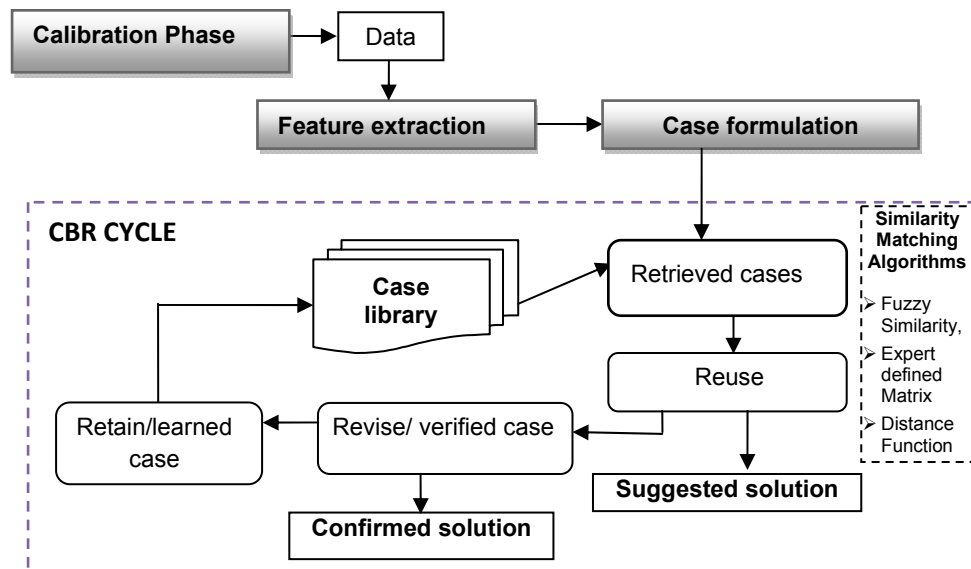 Calibration Phase
Data
Feature extraction
Case formulation
CBR CYCLE
Case
library
Retrieved cases
Similarity
Matching
Algorithms
➢ Fuzzy
Similarity,
➢ Expert
defined
Matrix
➢ Distance
Function
Reuse
Retain/learned
case
Revise/ verified case
Suggested solution
Confirmed solution